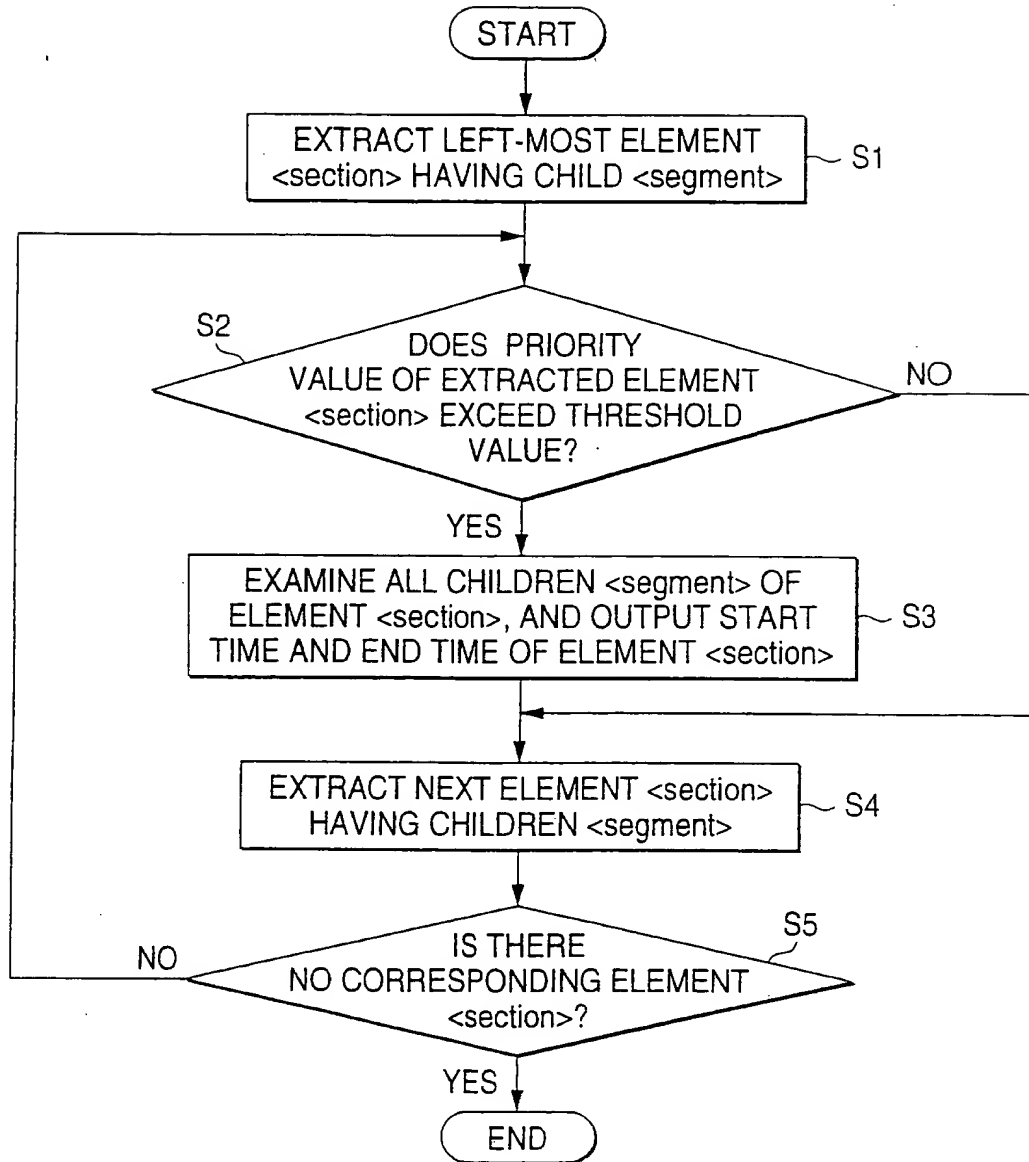 START
EXTRACT LEFT-MOST ELEMENT
<section> HAVING CHILD <segment>
S1
S2
DOES PRIORITY
VALUE OF EXTRACTED ELEMENT
<section> EXCEED THRESHOLD
VALUE?
NO
YES
EXAMINE ALL CHILDREN <segment> OF
ELEMENT <section>, AND OUTPUT START
TIME AND END TIME OF ELEMENT <section>
S3
EXTRACT NEXT ELEMENT <section>
HAVING CHILDREN <segment>
S4
NO
IS THERE
NO CORRESPONDING ELEMENT
<section>?
S5
YES
END